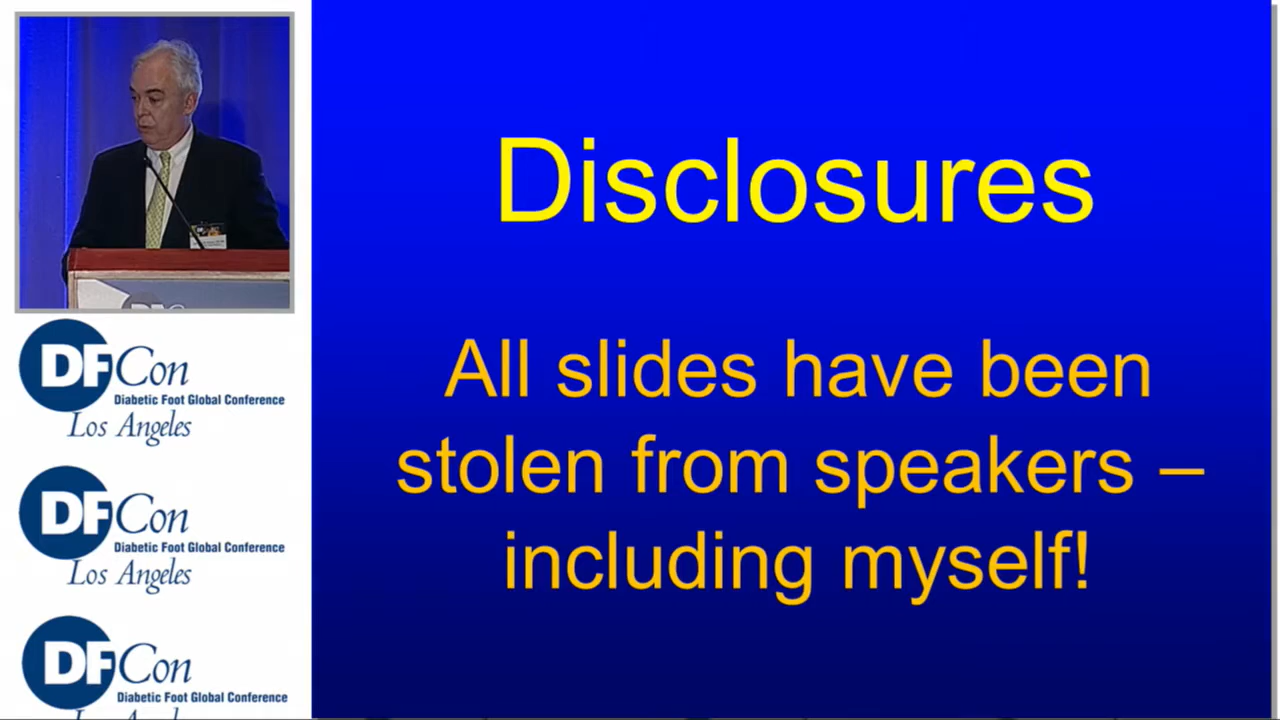 Disclosures
All slides have been
stolen from speakers –
including myself!
DFCon
Diabetic Foot Global Conference
Los Angeles
DFCon
Diabetic Foot Global Conference
Los Angeles
DFCon
Diabetic Foot Global Conference